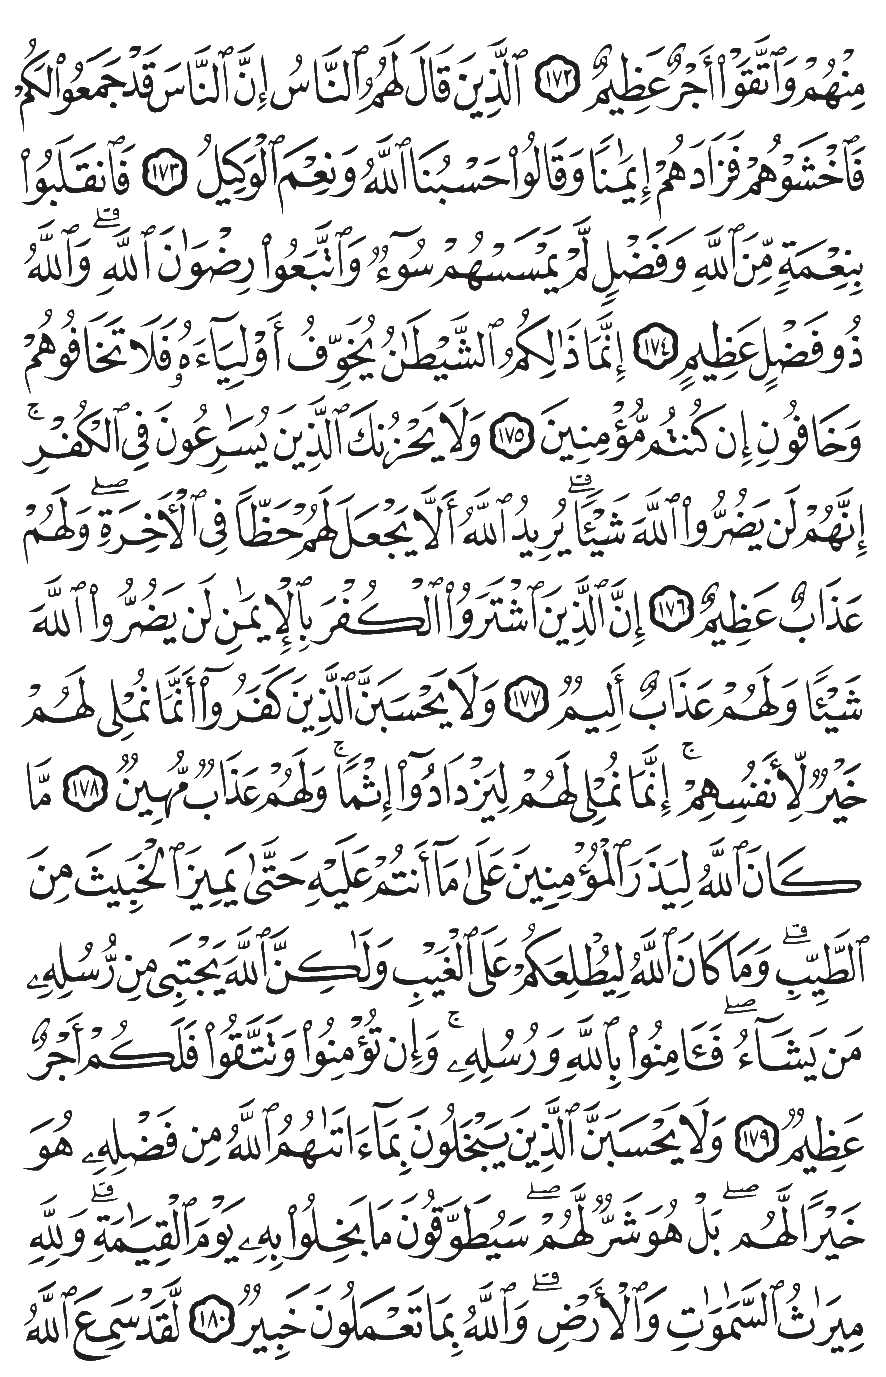 مِنْهُمْ وَٱتَّقَوْا۟ أَجْرٌ عَظِيمٌ ١٧٢ ٱلَّذِينَ قَالَ لَهُمُ ٱلنَّاسُ إِنَّ ٱلنَّاسَ قَدْ جَمَعُوا۟ لَكُمْ
فَٱخْشَوْهُمْ فَزَادَهُمْ إِيمَٰنًا وَقَالُوا۟ حَسْبُنَا ٱللَّهُ وَنِعْمَ ٱلْوَكِيلُ ١٧٣ فَٱنقَلَبُوا۟
بِنِعْمَةٍ مِّنَ ٱللَّهِ وَفَضْلٍ لَّمْ يَمْسَسْهُمْ سُوٓءٌ وَٱتَّبَعُوا۟ رِضْوَٰنَ ٱللَّهِ ۗ وَٱللَّهُ
ذُو فَضْلٍ عَظِيمٍ ١٧٤ إِنَّمَا ذَٰلِكُمُ ٱلشَّيْطَٰنُ يُخَوِّفُ أَوْلِيَآءَهُۥ فَلَا تَخَافُوهُمْ
وَخَافُونِ إِن كُنتُم مُّؤْمِنِينَ ١٧٥ وَلَا يَحْزُنكَ ٱلَّذِينَ يُسَٰرِعُونَ فِى ٱلْكُفْرِ ۚ
إِنَّهُمْ لَن يَضُرُّوا۟ ٱللَّهَ شَيْـًٔا ۗ يُرِيدُ ٱللَّهُ أَلَّا يَجْعَلَ لَهُمْ حَظًّا فِى ٱلْـَٔاخِرَةِ ۖ وَلَهُمْ
عَذَابٌ عَظِيمٌ ١٧٦ إِنَّ ٱلَّذِينَ ٱشْتَرَوُا۟ ٱلْكُفْرَ بِٱلْإِيمَٰنِ لَن يَضُرُّوا۟ ٱللَّهَ
شَيْـًٔا وَلَهُمْ عَذَابٌ أَلِيمٌ ١٧٧ وَلَا يَحْسَبَنَّ ٱلَّذِينَ كَفَرُوٓا۟ أَنَّمَا نُمْلِى لَهُمْ
خَيْرٌ لِّأَنفُسِهِمْ ۚ إِنَّمَا نُمْلِى لَهُمْ لِيَزْدَادُوٓا۟ إِثْمًا ۚ وَلَهُمْ عَذَابٌ مُّهِينٌ ١٧٨ مَّا
كَانَ ٱللَّهُ لِيَذَرَ ٱلْمُؤْمِنِينَ عَلَىٰ مَآ أَنتُمْ عَلَيْهِ حَتَّىٰ يَمِيزَ ٱلْخَبِيثَ مِنَ
ٱلطَّيِّبِ ۗ وَمَا كَانَ ٱللَّهُ لِيُطْلِعَكُمْ عَلَى ٱلْغَيْبِ وَلَٰكِنَّ ٱللَّهَ يَجْتَبِى مِن رُّسُلِهِۦ
مَن يَشَآءُ ۖ فَـَٔامِنُوا۟ بِٱللَّهِ وَرُسُلِهِۦ ۚ وَإِن تُؤْمِنُوا۟ وَتَتَّقُوا۟ فَلَكُمْ أَجْرٌ
عَظِيمٌ ١٧٩ وَلَا يَحْسَبَنَّ ٱلَّذِينَ يَبْخَلُونَ بِمَآ ءَاتَىٰهُمُ ٱللَّهُ مِن فَضْلِهِۦ هُوَ
خَيْرًا لَّهُم ۖ بَلْ هُوَ شَرٌّ لَّهُمْ ۖ سَيُطَوَّقُونَ مَا بَخِلُوا۟ بِهِۦ يَوْمَ ٱلْقِيَٰمَةِ ۗ وَلِلَّهِ
مِيرَٰثُ ٱلسَّمَٰوَٰتِ وَٱلْأَرْضِ ۗ وَٱللَّهُ بِمَا تَعْمَلُونَ خَبِيرٌ ١٨٠ لَّقَدْ سَمِعَ ٱللَّهُ